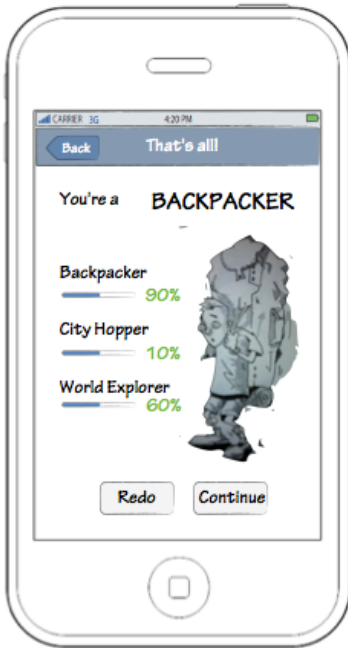 CARRIER 3G 4:20 PM
Back That's all!
You're a BACKPACKER
Backpacker
90%
City Hopper
10%
World Explorer
60%
Redo Continue